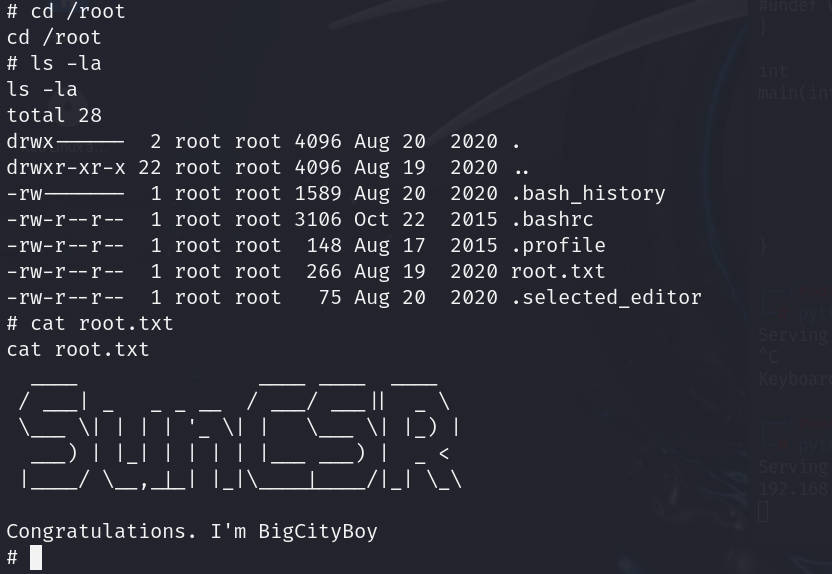 # cd /root
cd /root
# ls -la
ls -la
total 28
drwx------  2 root root 4096 Aug 20  2020 .
drwxr-xr-x 22 root root 4096 Aug 19  2020 ..
-rw-------  1 root root 1589 Aug 20  2020 .bash_history
-rw-r--r--  1 root root 3106 Oct 22  2015 .bashrc
-rw-r--r--  1 root root  148 Aug 17  2015 .profile
-rw-r--r--  1 root root  266 Aug 19  2020 root.txt
-rw-r--r--  1 root root   75 Aug 20  2020 .selected_editor
# cat root.txt
cat root.txt
SunCSR
Congratulations. I'm BigCityBoy
#
int
Serving
^C
Serving
192.168